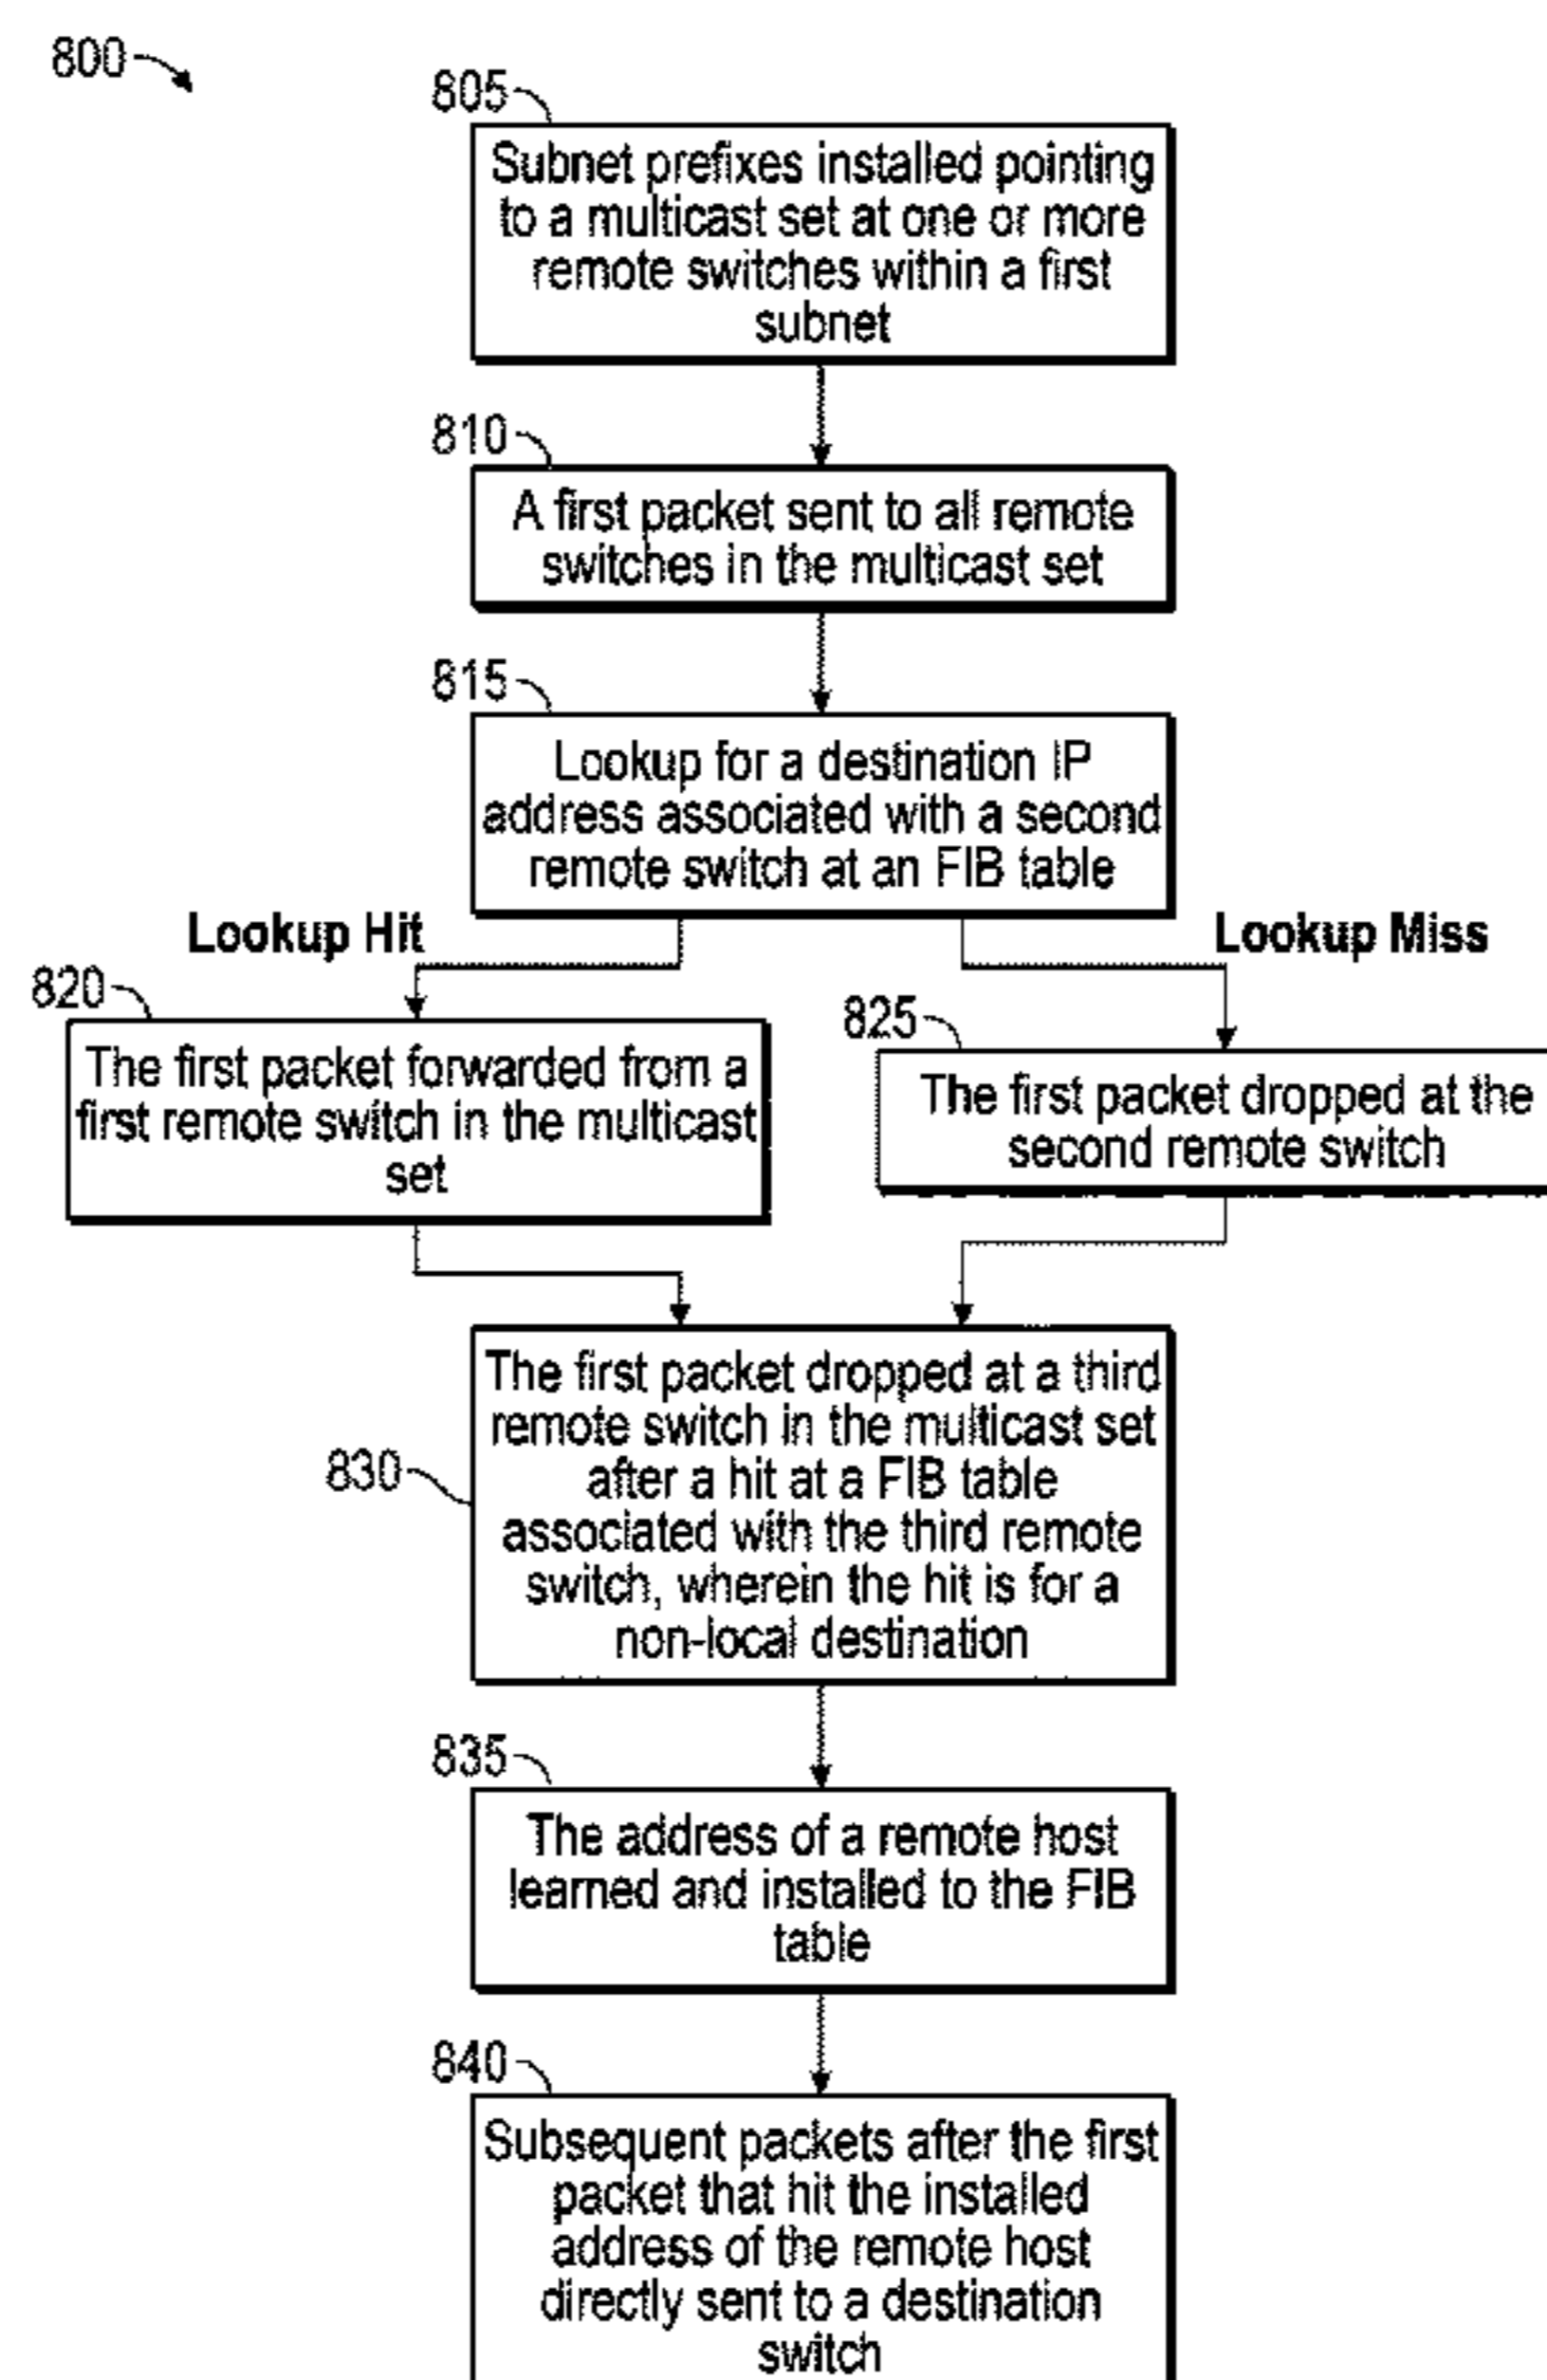 800
805
Subnet prefixes installed pointing
to a multicast set at one or more
remote switches within a first
subnet
810
A first packet sent to all remote
switches in the multicast set
815
Lookup for a destination IP
address associated with a second
remote switch at an FIB table
Lookup Hit
Lookup Miss
820
The first packet forwarded from a
first remote switch in the multicast
set
825
The first packet dropped at the
second remote switch
830
The first packet dropped at a third
remote switch in the multicast set
after a hit at a FIB table
associated with the third remote
switch, wherein the hit is for a
non-local destination
835
The address of a remote host
learned and installed to the FIB
table
840
Subsequent packets after the first
packet that hit the installed
address of the remote host
directly sent to a destination
switch